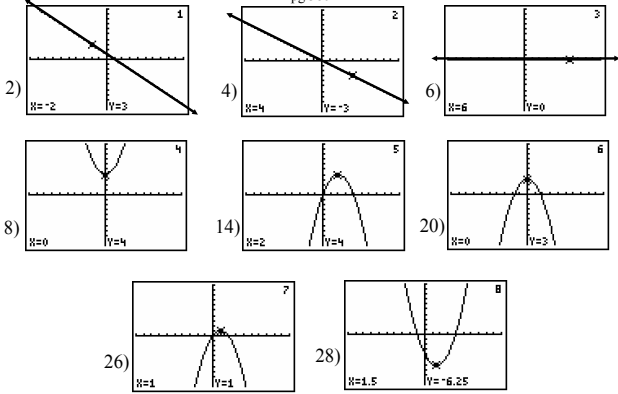 1
2)
X=-2 Y=3
2
4)
X=4 Y=-3
3
6)
X=6 Y=0
4
8)
X=0 Y=4
5
14)
X=2 Y=4
6
20)
X=0 Y=3
7
26)
X=1 Y=1
8
28)
X=1.5 Y=-6.25